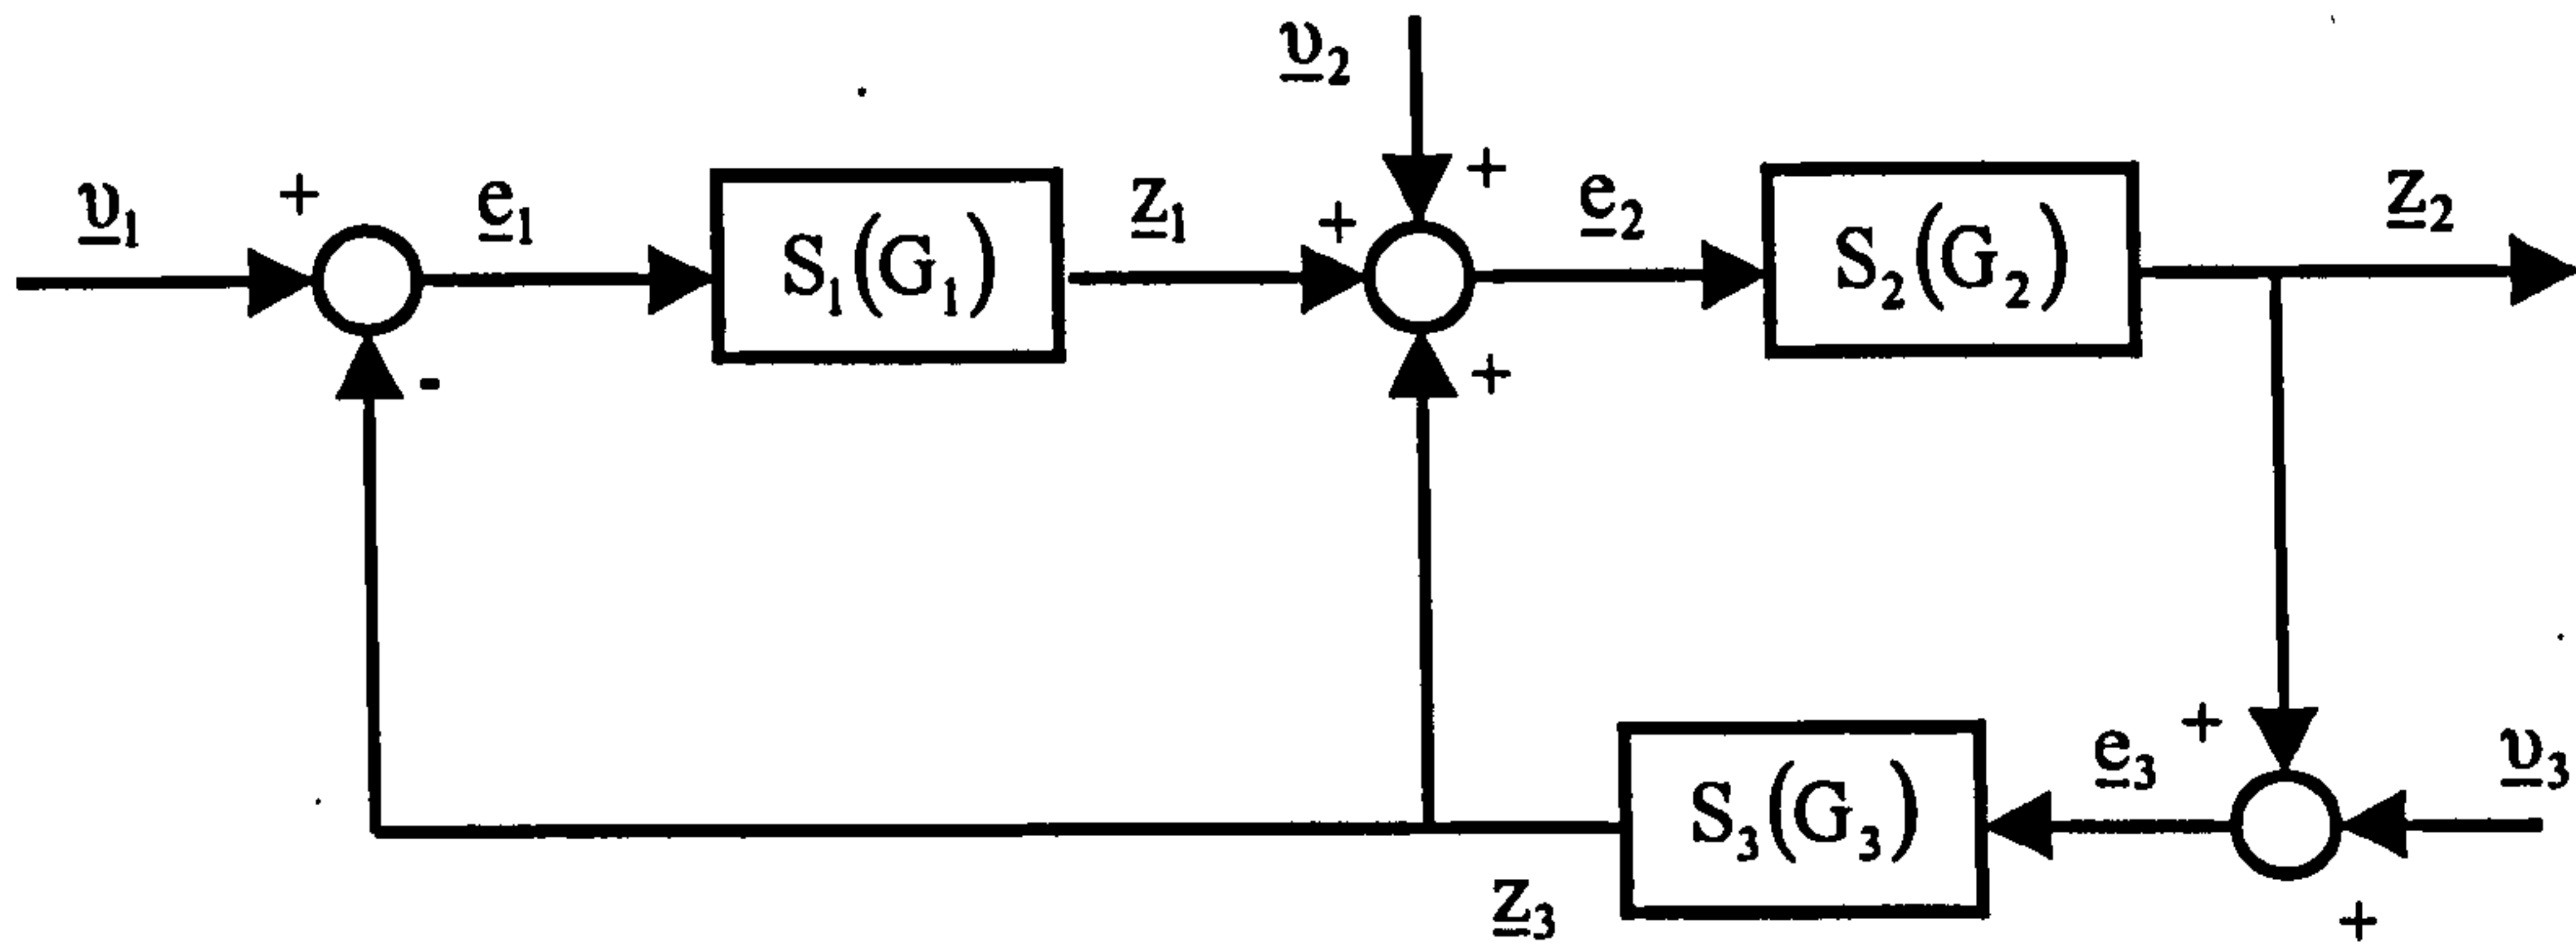 υ₂
υ₁
+
e₁
S₁(G₁)
z₁
+
+
e₂
S₂(G₂)
z₂
-
+
+
e₃
υ₃
S₃(G₃)
z₃
+